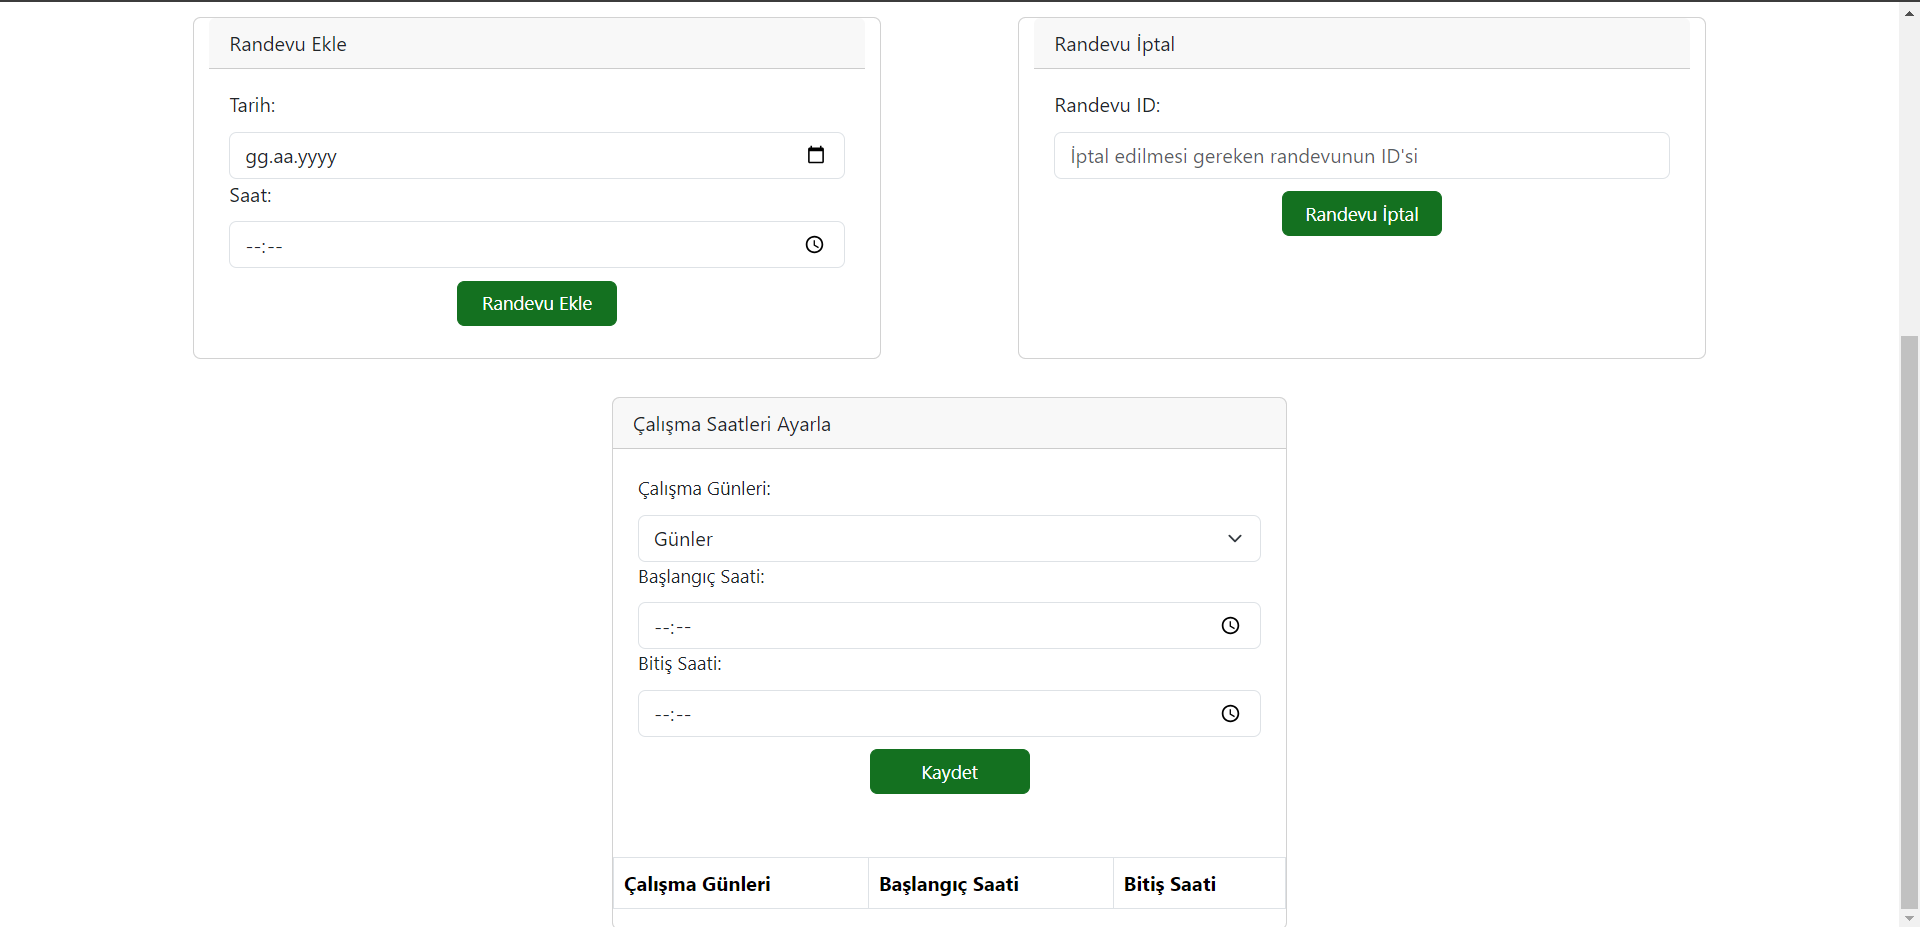 Randevu Ekle
Tarih:
gg.aa.yyyy
Saat:
--:--
Randevu Ekle
Randevu İptal
Randevu ID:
İptal edilmesi gereken randevunun ID'si
Randevu İptal
Çalışma Saatleri Ayarla
Çalışma Günleri:
Günler
Başlangıç Saati:
--:--
Bitiş Saati:
--:--
Kaydet
Çalışma Günleri Başlangıç Saati Bitiş Saati